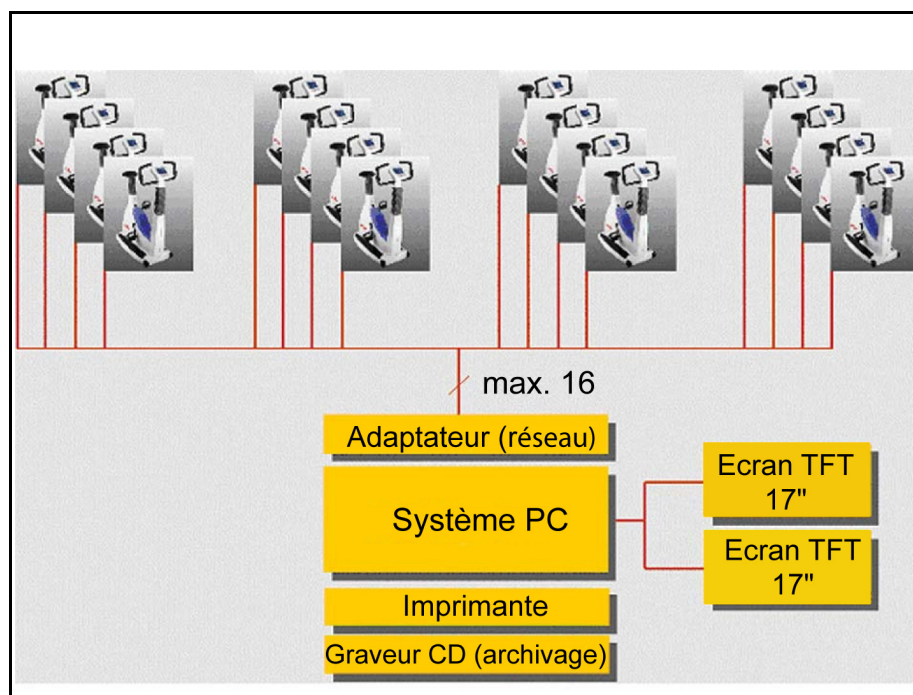 max. 16
Adaptateur (réseau)
Système PC
Ecran TFT
17"
Ecran TFT
17"
Imprimante
Graveur CD (archivage)